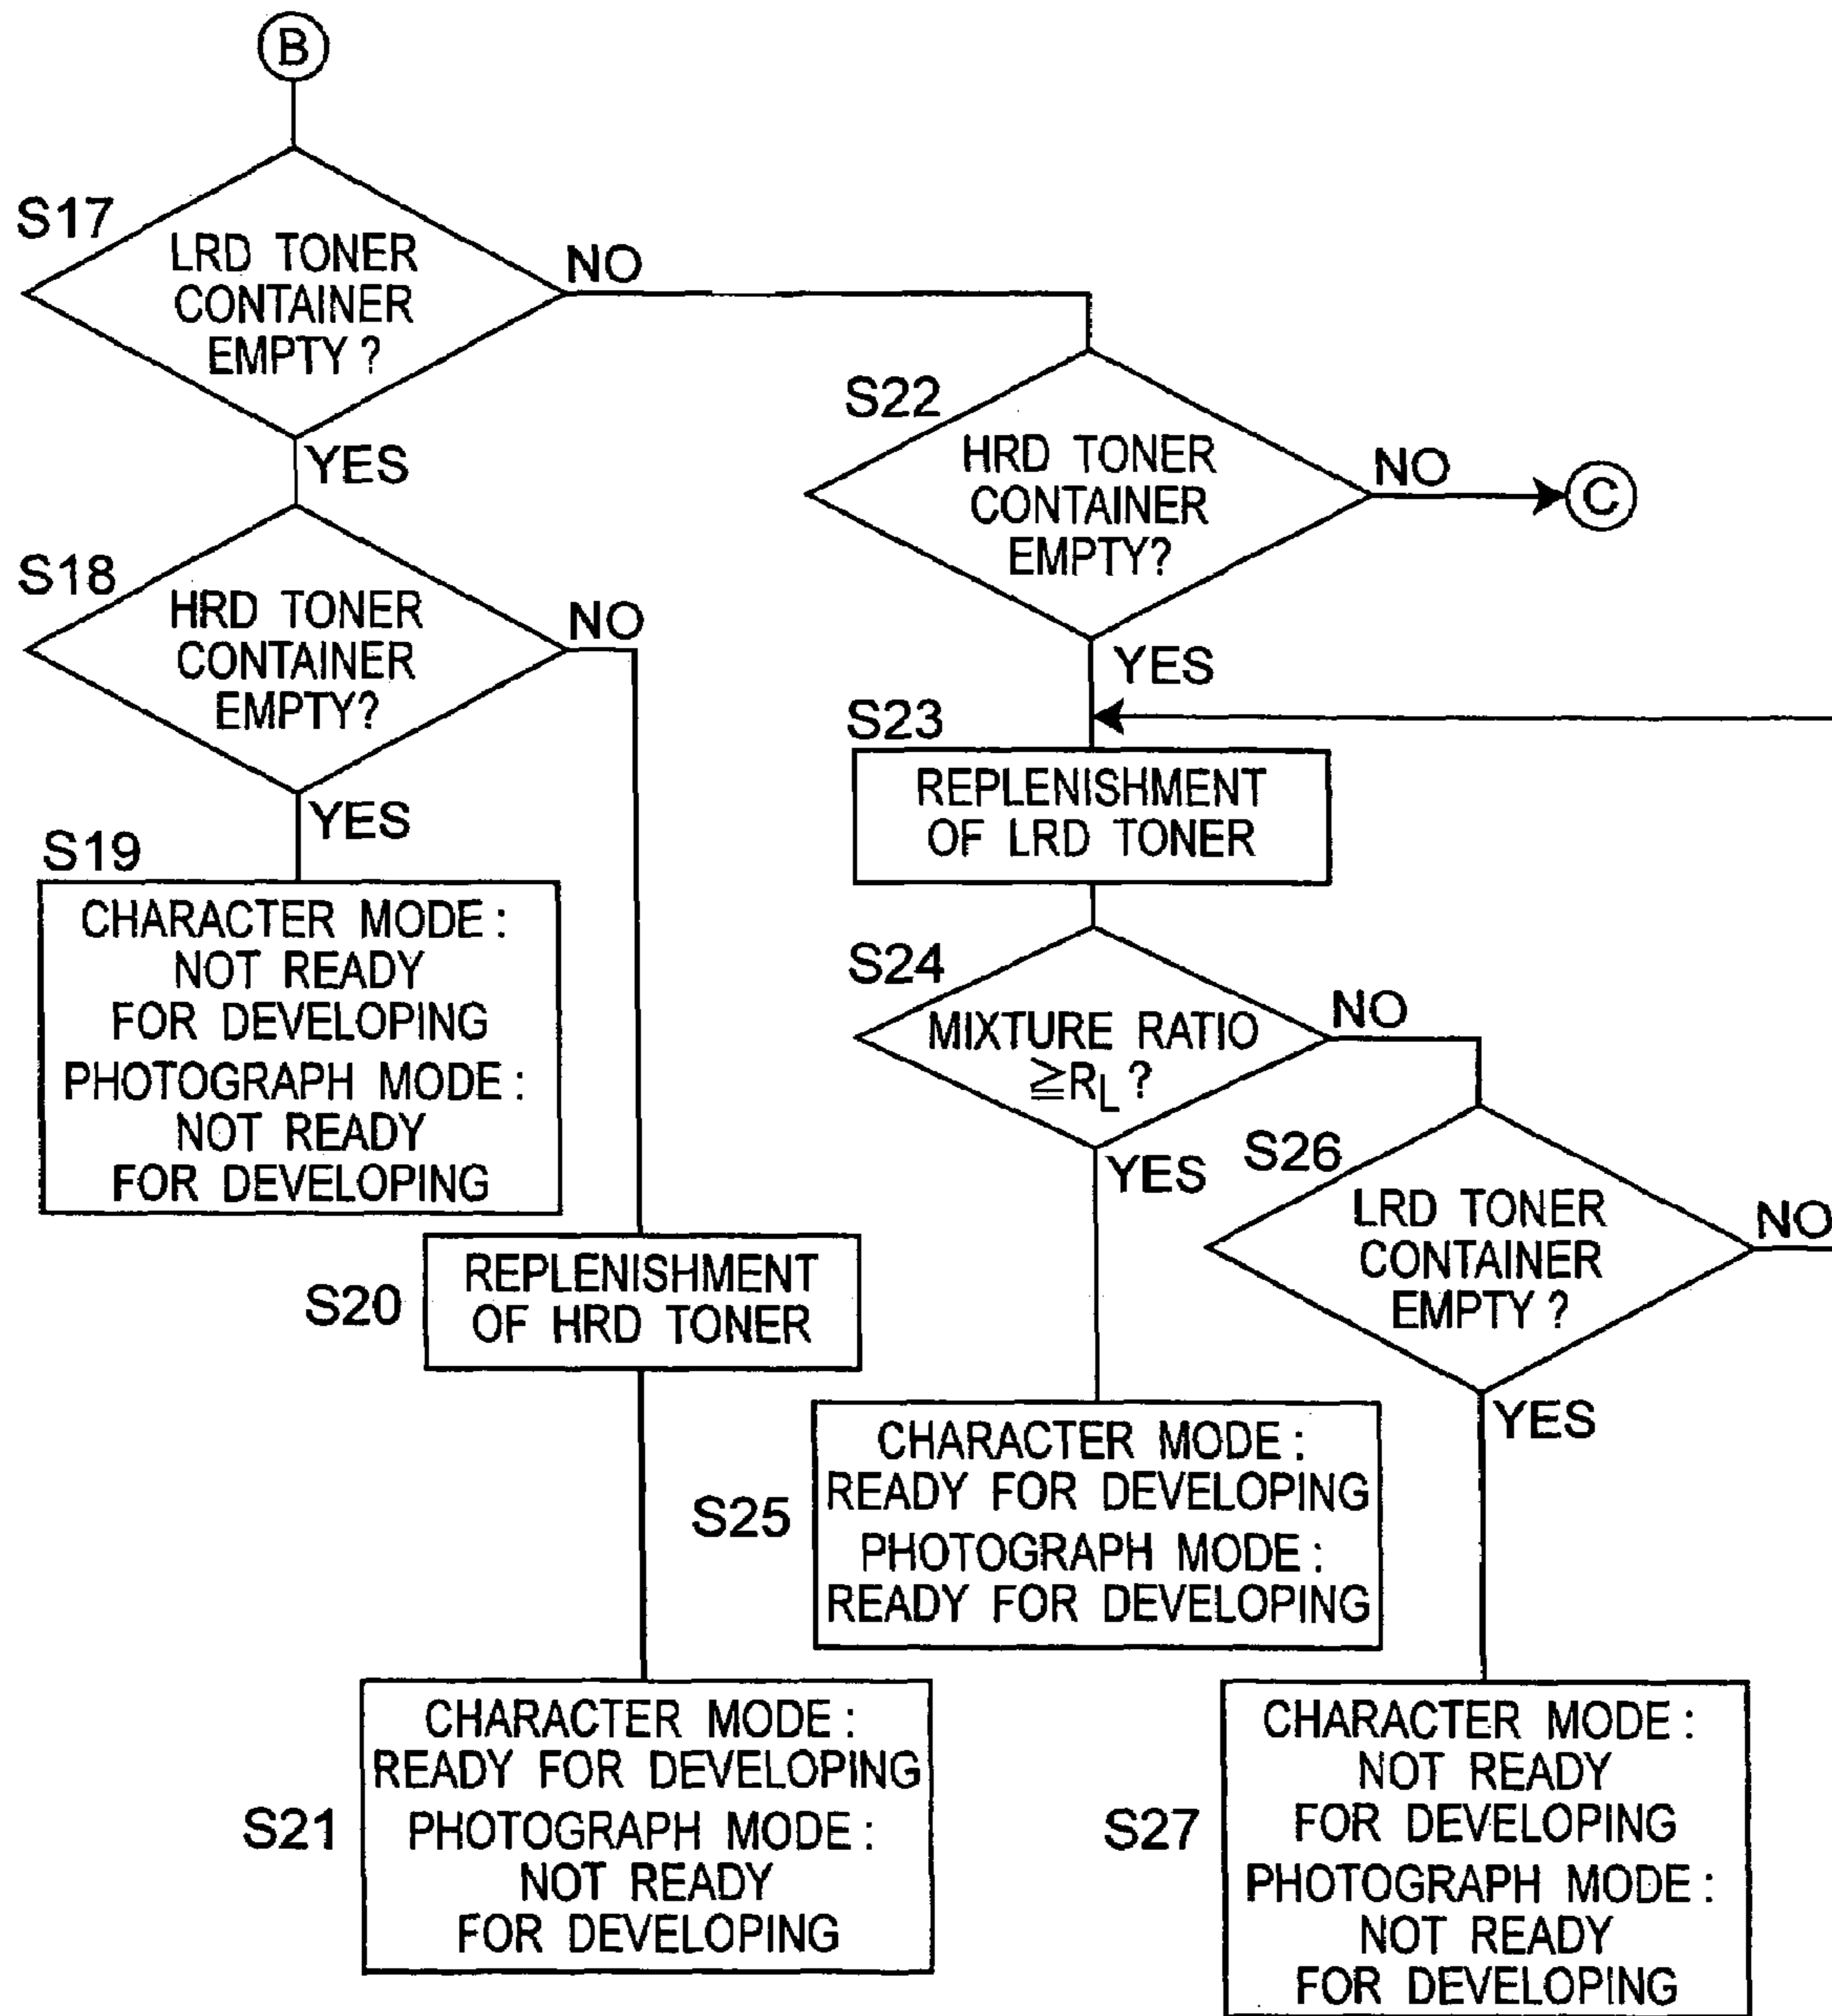 B
S17
LRD TONER
CONTAINER
EMPTY ?
NO
YES
S18
HRD TONER
CONTAINER
EMPTY?
NO
YES
S19
CHARACTER MODE :
NOT READY
FOR DEVELOPING
PHOTOGRAPH MODE :
NOT READY
FOR DEVELOPING
S20
REPLENISHMENT
OF HRD TONER
S21
CHARACTER MODE :
READY FOR DEVELOPING
PHOTOGRAPH MODE :
NOT READY
FOR DEVELOPING
S22
HRD TONER
CONTAINER
EMPTY?
NO
C
YES
S23
REPLENISHMENT
OF LRD TONER
S24
MIXTURE RATIO
≧RL ?
NO
YES
S25
CHARACTER MODE :
READY FOR DEVELOPING
PHOTOGRAPH MODE :
READY FOR DEVELOPING
S26
LRD TONER
CONTAINER
EMPTY ?
NO
YES
S27
CHARACTER MODE :
NOT READY
FOR DEVELOPING
PHOTOGRAPH MODE :
NOT READY
FOR DEVELOPING